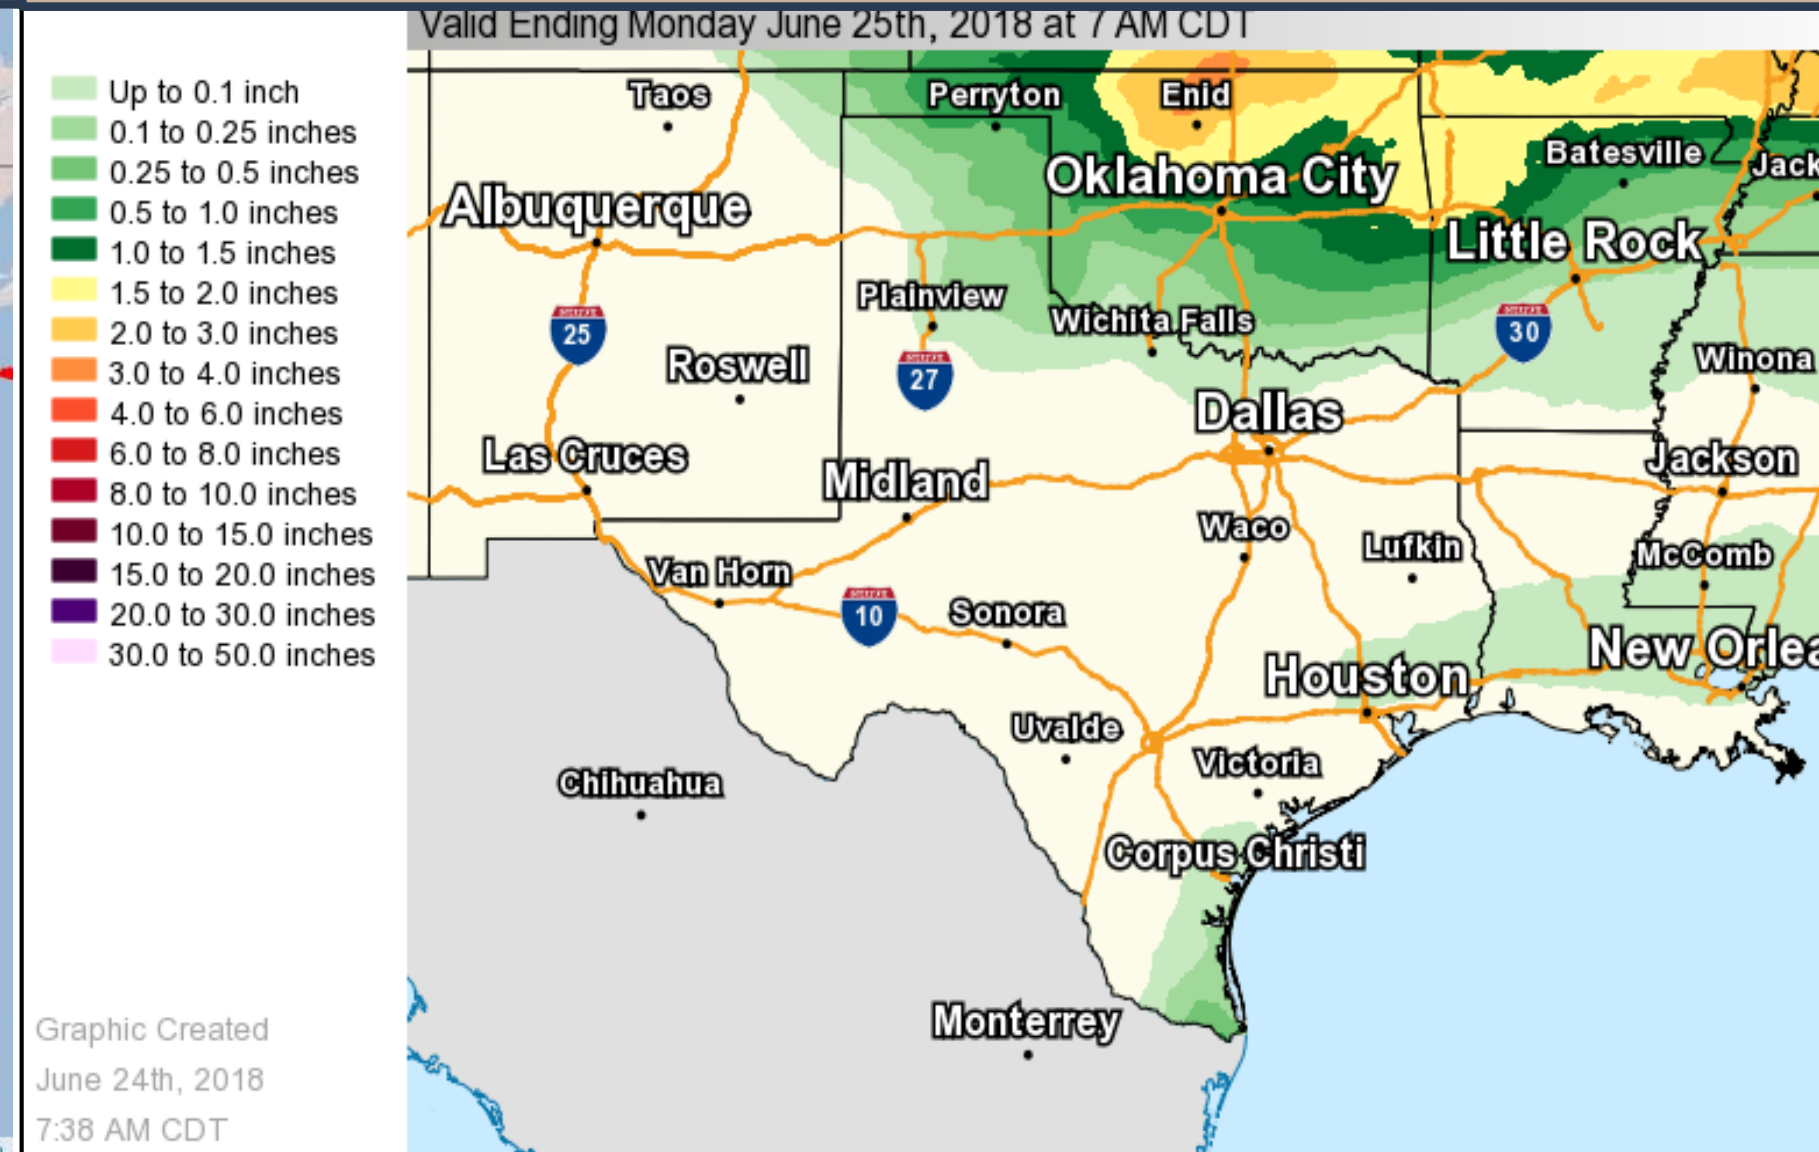 Valid Ending Monday June 25th, 2018 at 7 AM CDT
Up to 0.1 inch
0.1 to 0.25 inches
0.25 to 0.5 inches
0.5 to 1.0 inches
1.0 to 1.5 inches
1.5 to 2.0 inches
2.0 to 3.0 inches
3.0 to 4.0 inches
4.0 to 6.0 inches
6.0 to 8.0 inches
8.0 to 10.0 inches
10.0 to 15.0 inches
15.0 to 20.0 inches
20.0 to 30.0 inches
30.0 to 50.0 inches
Graphic Created
June 24th, 2018
7:38 AM CDT
Taos
Perryton
Enid
Batesville
Jack
Oklahoma City
Albuquerque
Little Rock
Plainview
Wichita Falls
25
30
Roswell
27
Winona
Dallas
Las Cruces
Midland
Jackson
Waco
Lufkin
McComb
Van Horn
10
Sonora
New Orlea
Houston
Uvalde
Victoria
Chihuahua
Corpus Christi
Monterrey